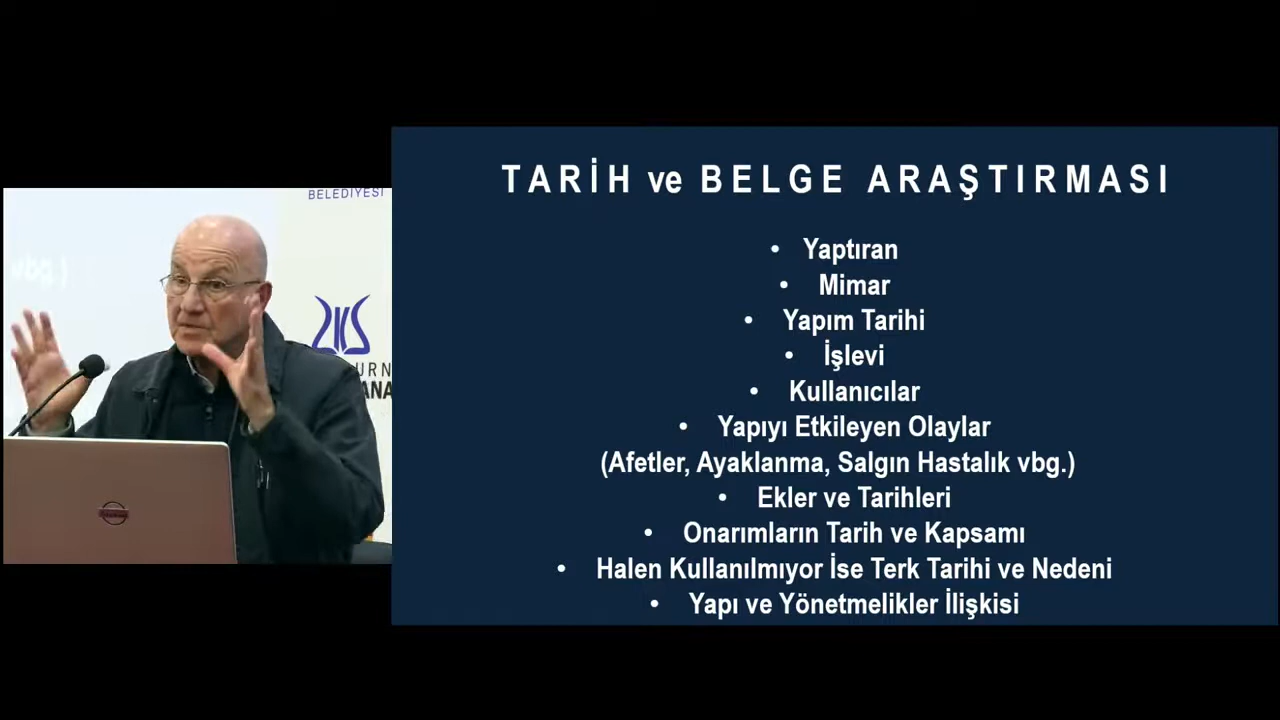 BELEDİYESİ
vbg.)
TARİH ve BELGE ARAŞTIRMASI
• Yaptıran
• Mimar
• Yapım Tarihi
• İşlevi
• Kullanıcılar
• Yapıyı Etkileyen Olaylar
(Afetler, Ayaklanma, Salgın Hastalık vbg.)
• Ekler ve Tarihleri
• Onarımların Tarih ve Kapsamı
• Halen Kullanılmıyor İse Terk Tarihi ve Nedeni
• Yapı ve Yönetmelikler İlişkisi